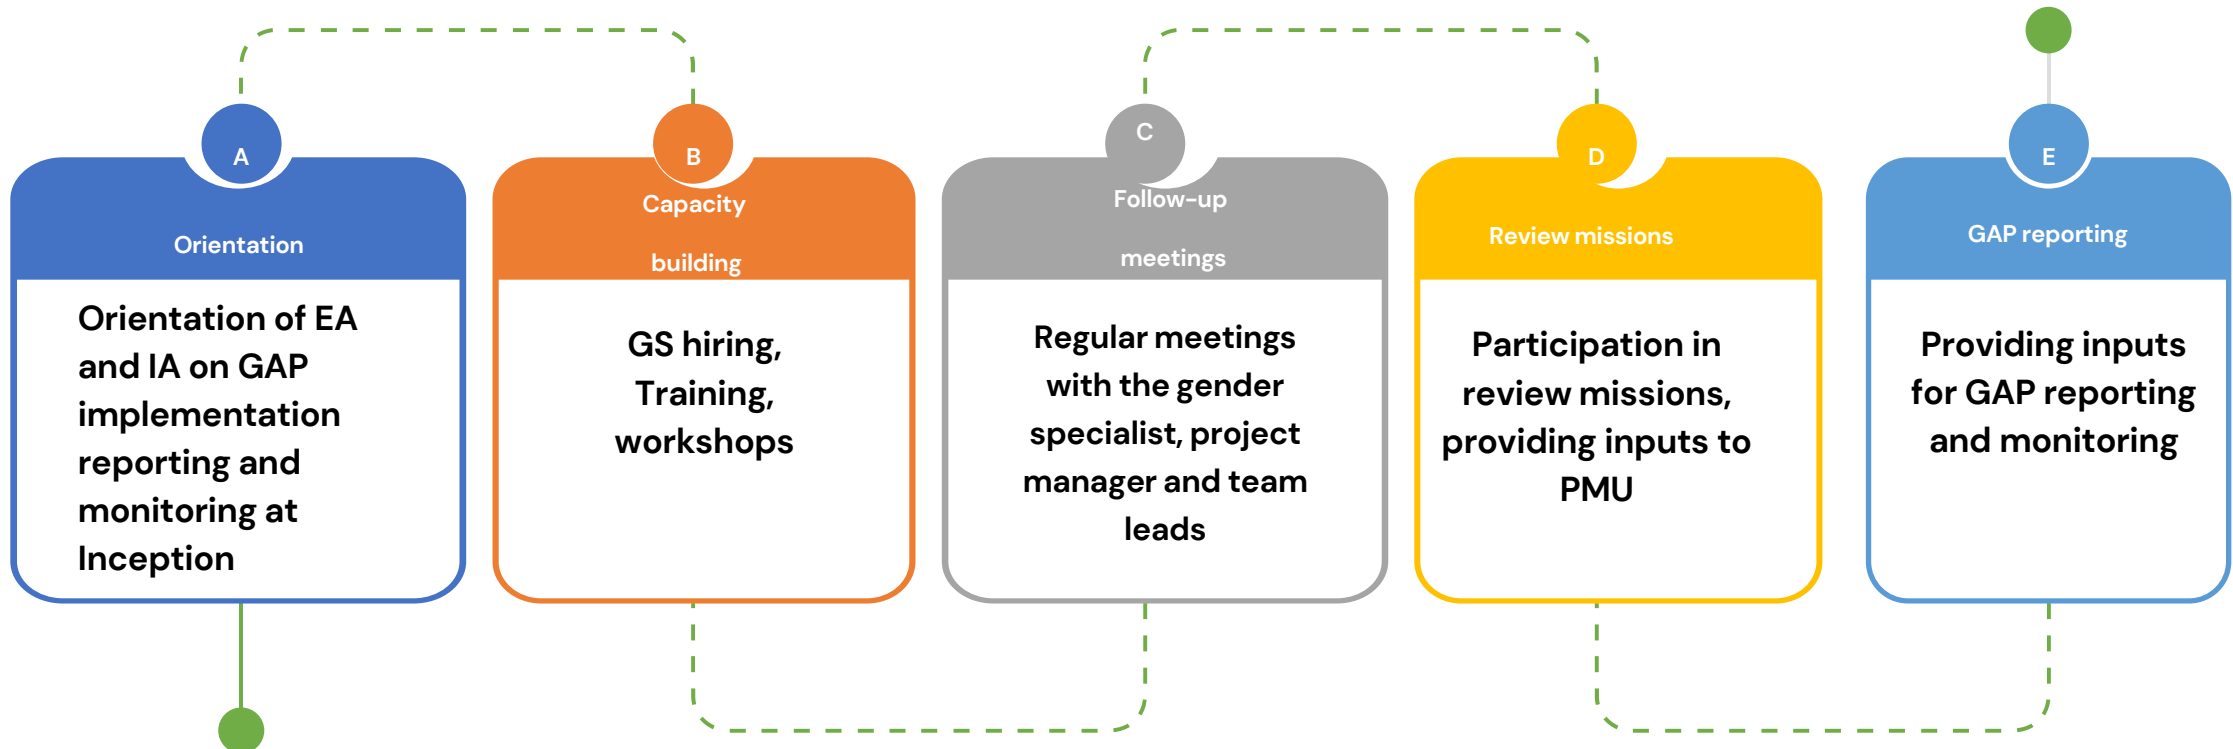 A
Orientation
Orientation of EA
and IA on GAP
implementation
reporting and
monitoring at
Inception
B
Capacity
building
GS hiring,
Training,
workshops
C
Follow-up
meetings
Regular meetings
with the gender
specialist, project
manager and team
leads
D
Review missions
Participation in
review missions,
providing inputs to
PMU
E
GAP reporting
Providing inputs
for GAP reporting
and monitoring